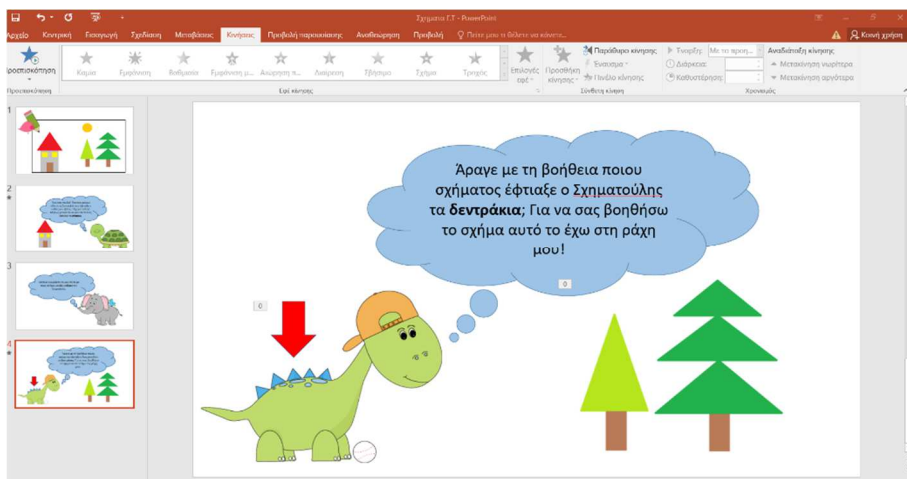 Σχηματα Γ.Τ - PowerPoint
Αρχείο Κεντρική Εισαγωγή Σχεδίαση Μεταβάσεις Κινήσεις Προβολή παρουσίασης Αναθεώρηση Προβολή Πείτε μου τι θέλετε να κάνετε... Κοινή χρήση
Προεπισκόπηση
Καμία Εμφάνιση Βαθμιαία Εμφάνιση μ... Διαίρεση Σβήσιμο Σχήμα Τροχός
Επιλογές εφέ
Προσθήκη κίνησης
Παράθυρο κίνησης
Έναυσμα
Πινέλο κίνησης
Έναρξη:
Διάρκεια:
Καθυστέρηση:
Αναδιάταξη κίνησης
Μετακίνηση νωρίτερα
Μετακίνηση αργότερα
Προεπισκόπηση Εφέ κίνησης Σύνθετη κίνηση Χρονισμός
1
2
3
4
Άραγε με τη βοήθεια ποιου
σχήματος έφτιαξε ο Σχηματούλης
τα δεντράκια; Για να σας βοηθήσω
το σχήμα αυτό το έχω στη ράχη
μου!
0
0